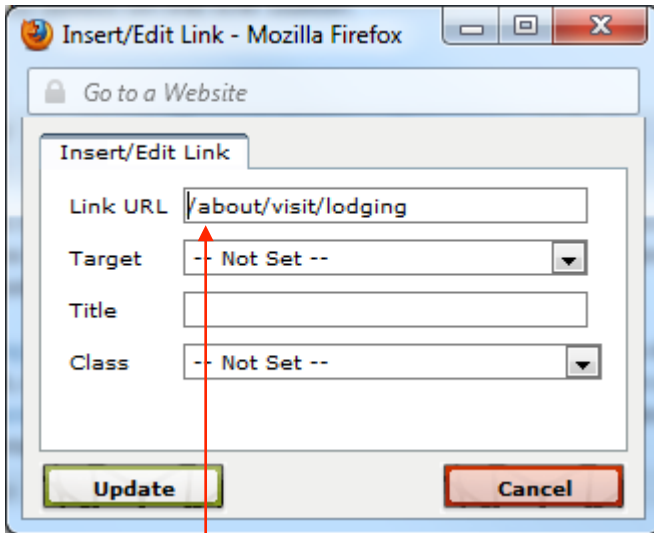 Insert/Edit Link - Mozilla Firefox
Go to a Website
Insert/Edit Link
Link URL /about/visit/lodging
Target -- Not Set --
Title
Class -- Not Set --
Update Cancel